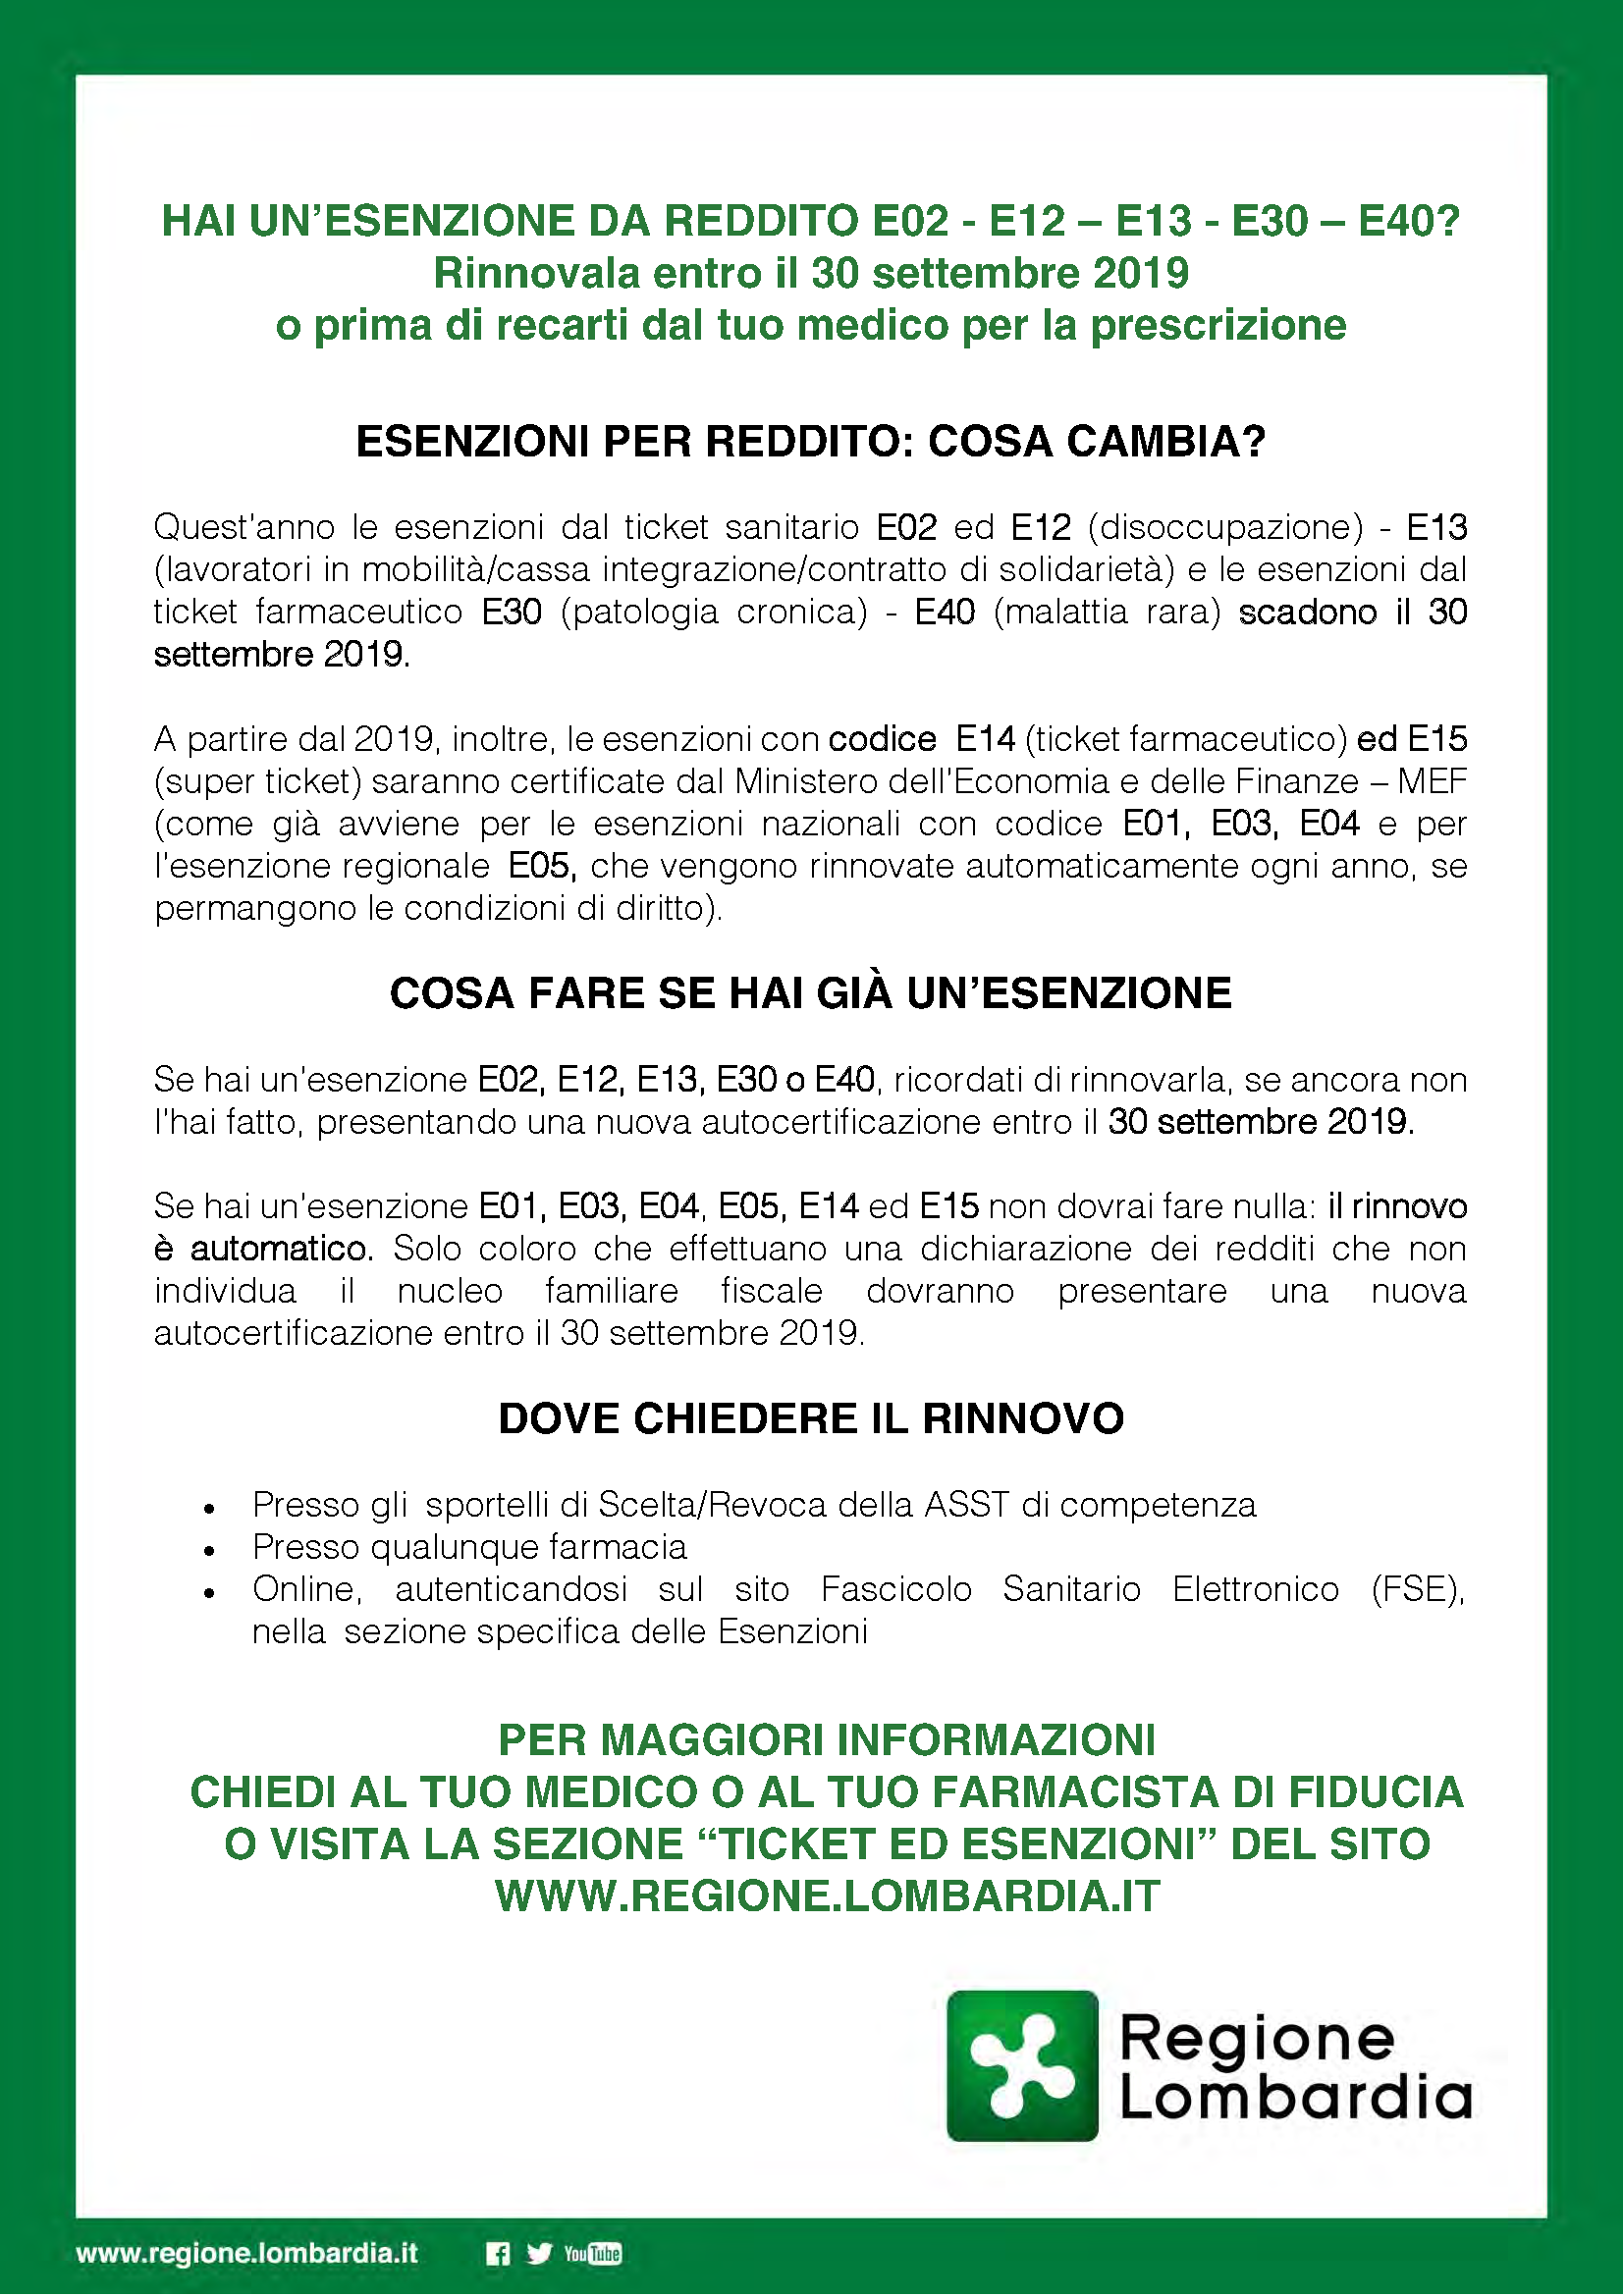 HAI UN’ESENZIONE DA REDDITO E02 - E12 – E13 - E30 – E40?
Rinnovala entro il 30 settembre 2019
o prima di recarti dal tuo medico per la prescrizione
ESENZIONI PER REDDITO: COSA CAMBIA?
Quest'anno le esenzioni dal ticket sanitario E02 ed E12 (disoccupazione) - E13
(lavoratori in mobilità/cassa integrazione/contratto di solidarietà) e le esenzioni dal
ticket farmaceutico E30 (patologia cronica) - E40 (malattia rara) scadono il 30
settembre 2019.
A partire dal 2019, inoltre, le esenzioni con codice E14 (ticket farmaceutico) ed E15
(super ticket) saranno certificate dal Ministero dell'Economia e delle Finanze – MEF
(come già avviene per le esenzioni nazionali con codice E01, E03, E04 e per
l'esenzione regionale E05, che vengono rinnovate automaticamente ogni anno, se
permangono le condizioni di diritto).
COSA FARE SE HAI GIÀ UN’ESENZIONE
Se hai un'esenzione E02, E12, E13, E30 o E40, ricordati di rinnovarla, se ancora non
l'hai fatto, presentando una nuova autocertificazione entro il 30 settembre 2019.
Se hai un'esenzione E01, E03, E04, E05, E14 ed E15 non dovrai fare nulla: il rinnovo
è automatico. Solo coloro che effettuano una dichiarazione dei redditi che non
individua il nucleo familiare fiscale dovranno presentare una nuova
autocertificazione entro il 30 settembre 2019.
DOVE CHIEDERE IL RINNOVO
• Presso gli sportelli di Scelta/Revoca della ASST di competenza
• Presso qualunque farmacia
• Online, autenticandosi sul sito Fascicolo Sanitario Elettronico (FSE),
nella sezione specifica delle Esenzioni
PER MAGGIORI INFORMAZIONI
CHIEDI AL TUO MEDICO O AL TUO FARMACISTA DI FIDUCIA
O VISITA LA SEZIONE “TICKET ED ESENZIONI” DEL SITO
WWW.REGIONE.LOMBARDIA.IT
Regione
Lombardia
www.regione.lombardia.it f YouTube